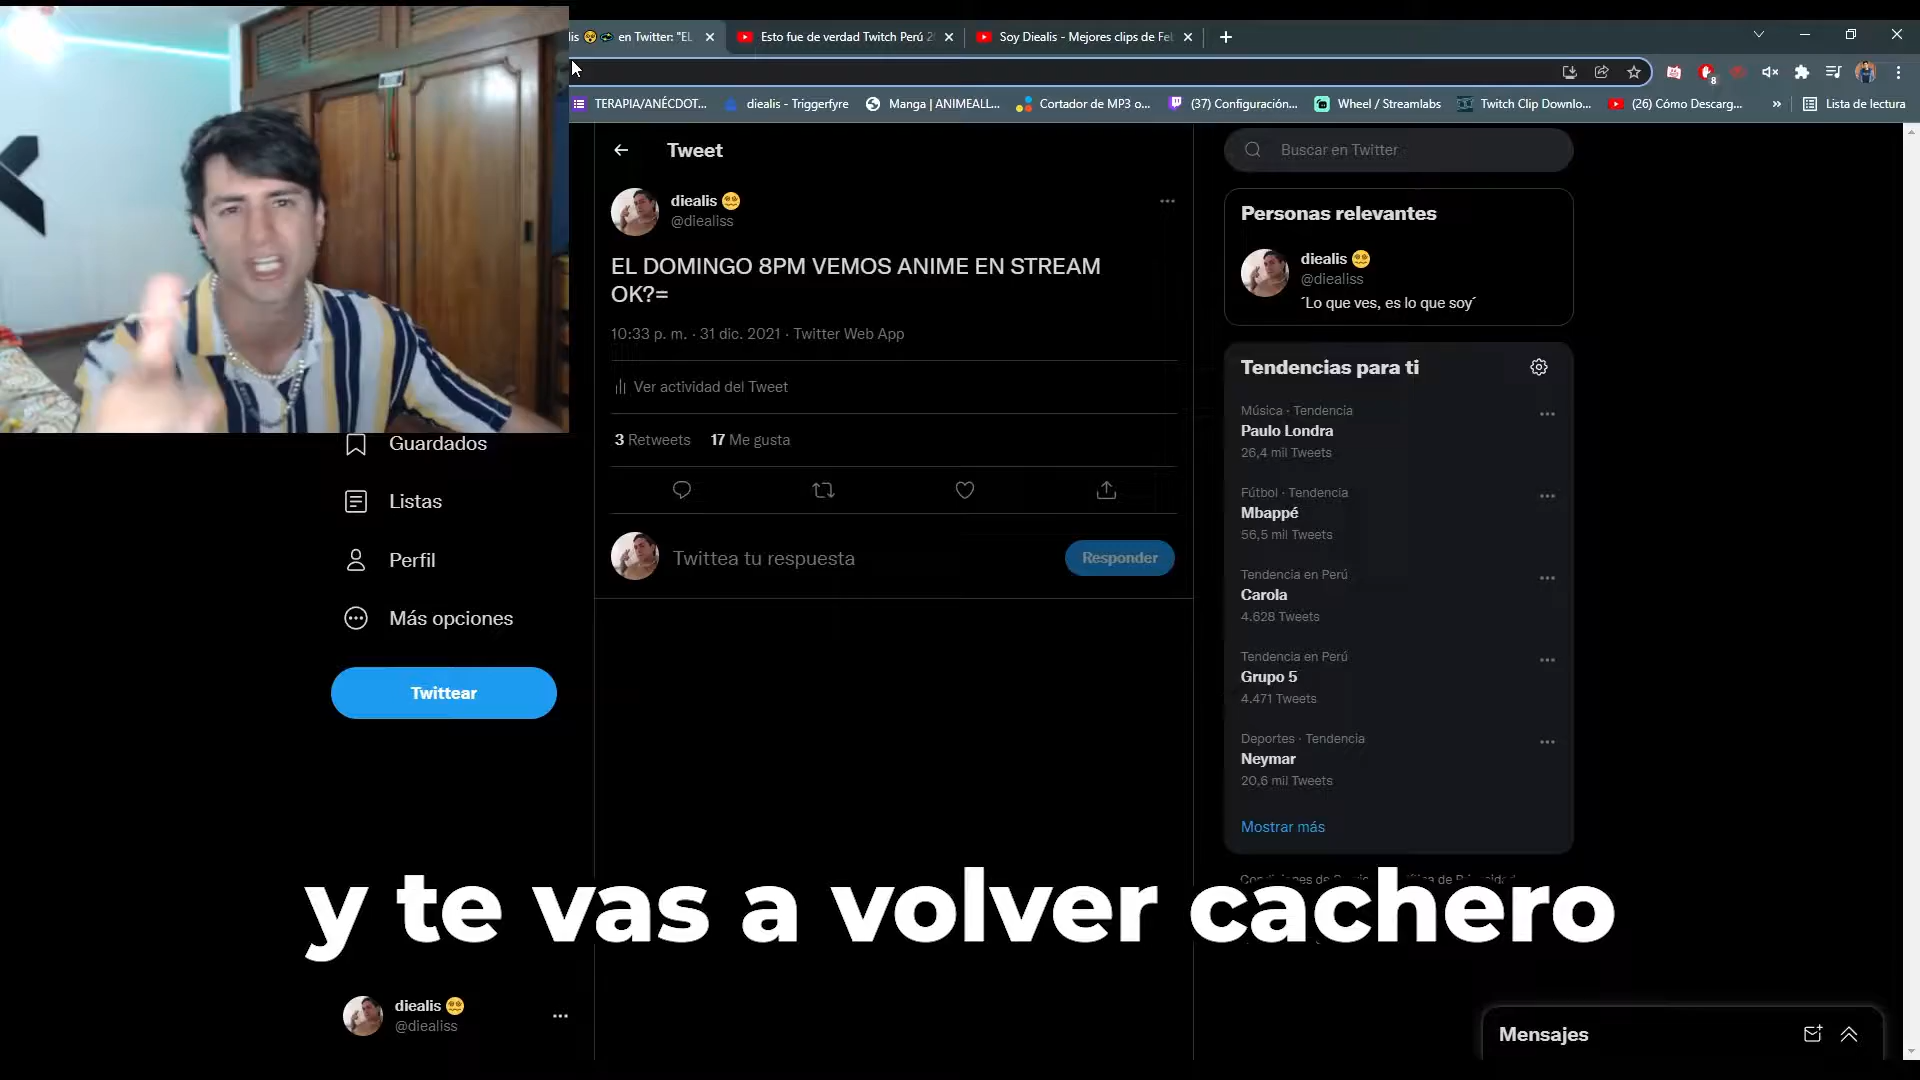 en Twitter: "EL
Esto fue de verdad Twitch Perú 2
Soy Diealis - Mejores clips de Fe
TERAPIA/ANÉCDOT...
diealis - Triggerfyre
Manga | ANIMEALL...
Cortador de MP3 o...
(37) Configuración...
Wheel / Streamlabs
Twitch Clip Downlo...
(26) Cómo Descarg...
Lista de lectura
Tweet
diealis
@diealiss
EL DOMINGO 8PM VEMOS ANIME EN STREAM
OK?=
10:33 p. m. · 31 dic. 2021 · Twitter Web App
Ver actividad del Tweet
3 Retweets 17 Me gusta
Twittea tu respuesta
Responder
Guardados
Listas
Perfil
Más opciones
Twittear
Buscar en Twitter
Personas relevantes
diealis
@diealiss
´Lo que ves, es lo que soy´
Tendencias para ti
Música · Tendencia
Paulo Londra
26,4 mil Tweets
Fútbol · Tendencia
Mbappé
56,5 mil Tweets
Tendencia en Perú
Carola
4.628 Tweets
Tendencia en Perú
Grupo 5
4.471 Tweets
Deportes · Tendencia
Neymar
20,6 mil Tweets
Mostrar más
y te vas a volver cachero
diealis
@diealiss
Mensajes